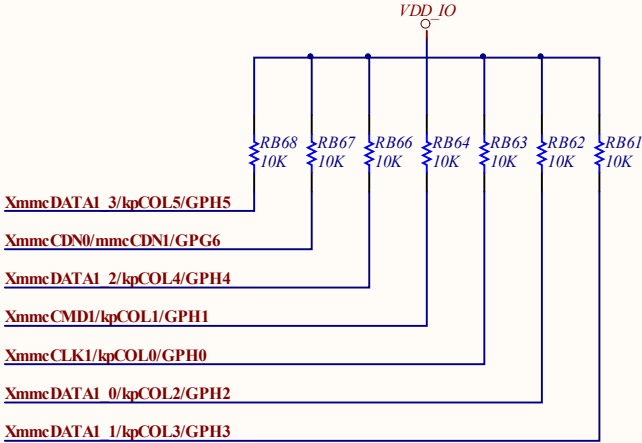 VDD_IO
RB68 RB67 RB66 RB64 RB63 RB62 RB61
10K 10K 10K 10K 10K 10K 10K
XmmcDATA1_3/kpCOL5/GPH5
XmmcCDN0/mmcCDN1/GPG6
XmmcDATA1_2/kpCOL4/GPH4
XmmcCMD1/kpCOL1/GPH1
XmmcCLK1/kpCOL0/GPH0
XmmcDATA1_0/kpCOL2/GPH2
XmmcDATA1_1/kpCOL3/GPH3